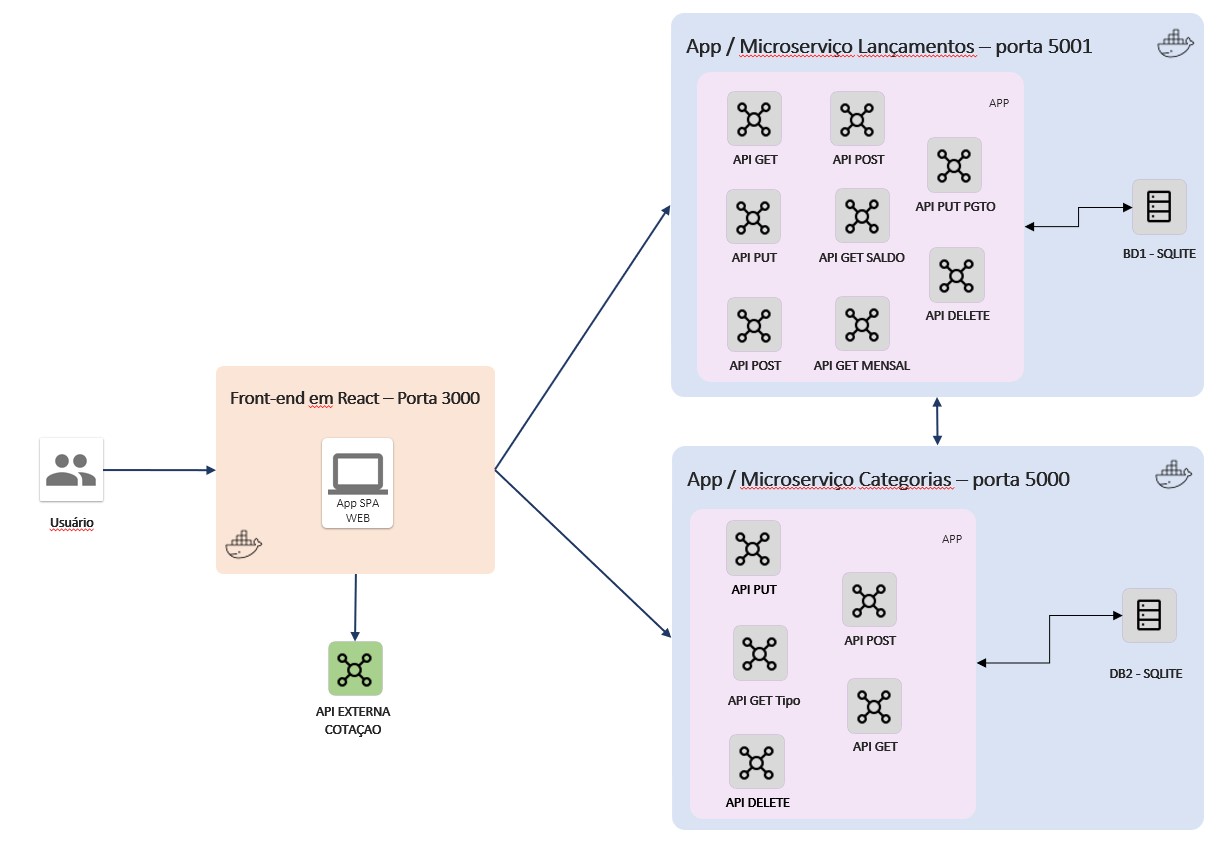 App / Microserviço Lançamentos – porta 5001
APP
API GET
API POST
API PUT PGTO
API PUT
API GET SALDO
BD1 - SQLITE
API DELETE
API POST
API GET MENSAL
Front-end em React – Porta 3000
App SPA
WEB
Usuário
API EXTERNA
COTAÇAO
App / Microserviço Categorias – porta 5000
APP
API PUT
API POST
API GET Tipo
DB2 - SQLITE
API GET
API DELETE